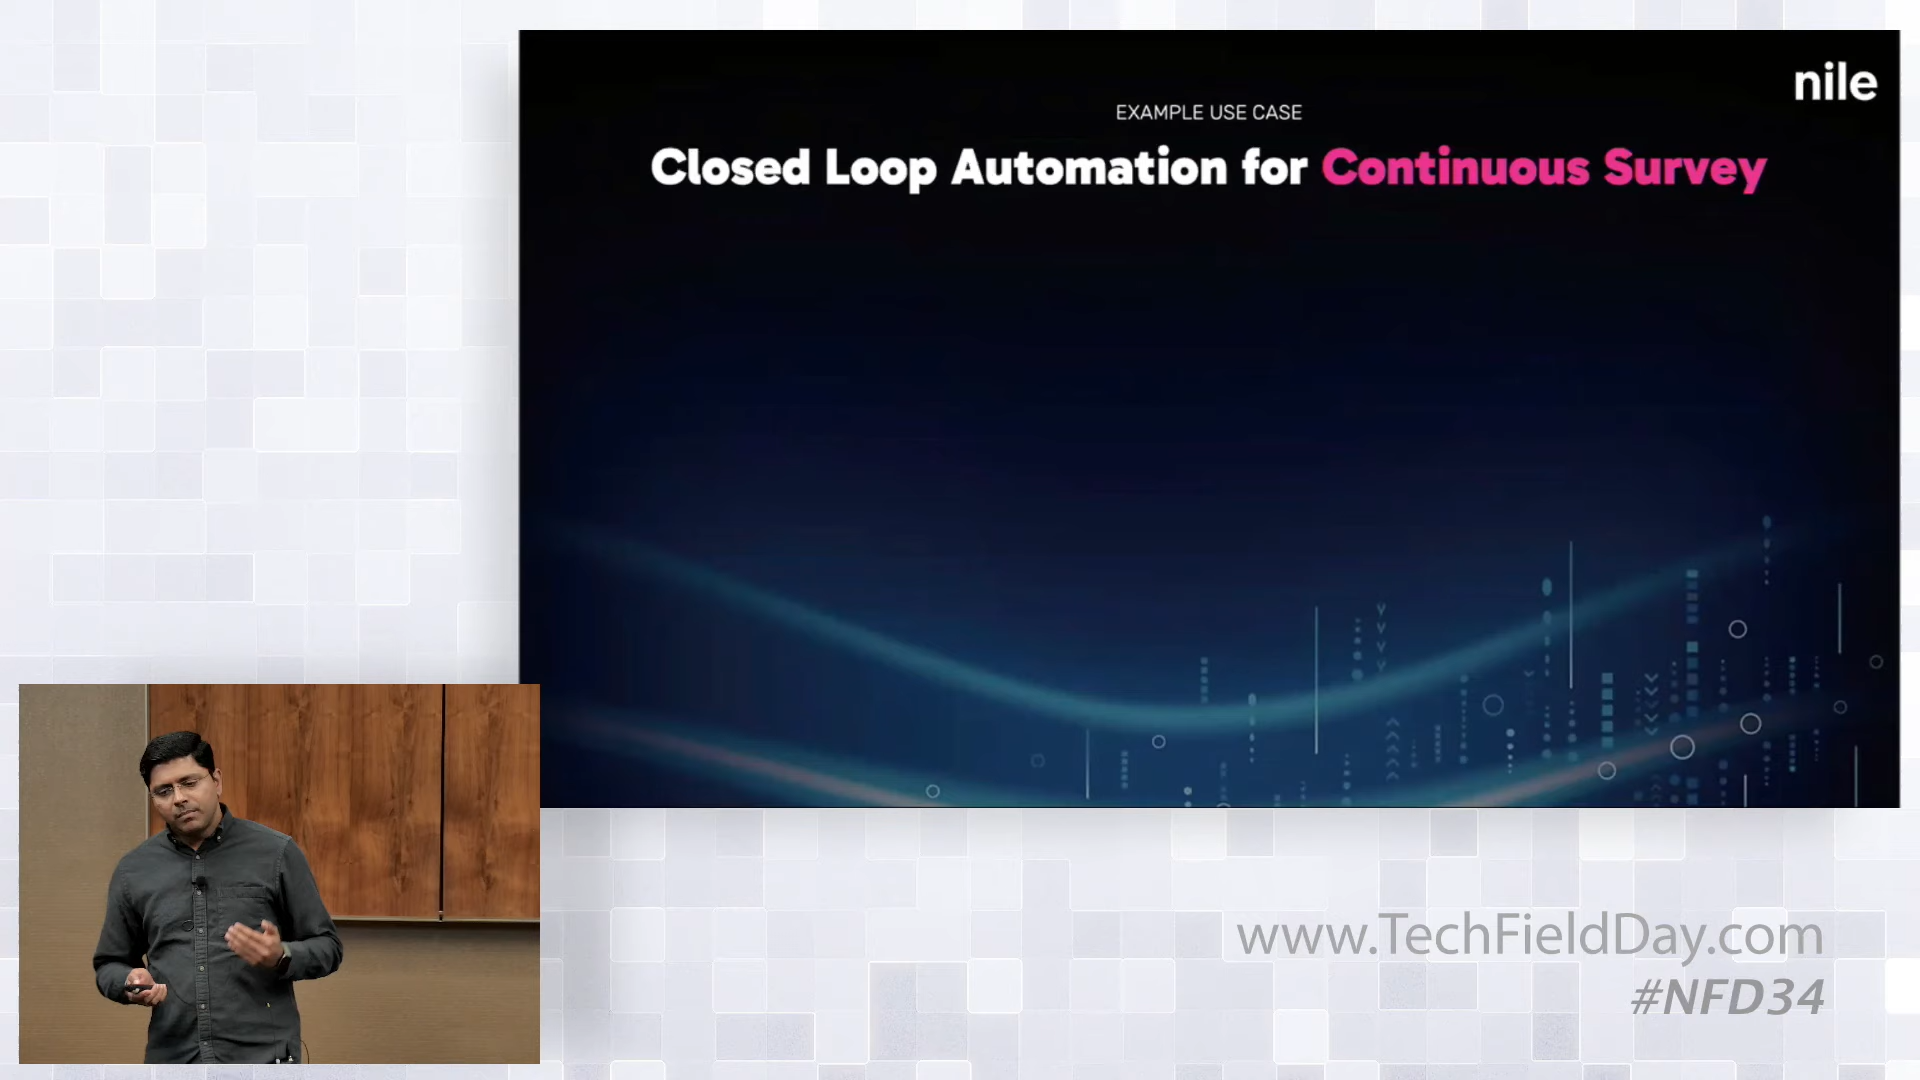 nile
EXAMPLE USE CASE
Closed Loop Automation for Continuous Survey
www.TechFieldDay.com
#NFD34